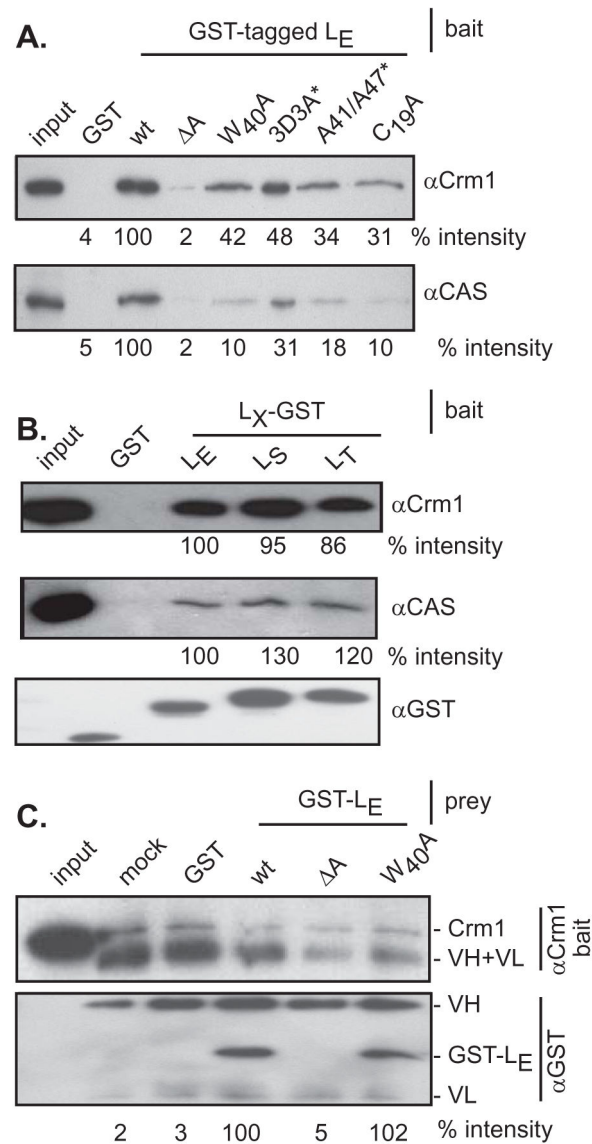 A.
GST-tagged LE
bait
input GST wt ΔA W40A 3D3A* A41/A47* C19A
αCrm1
4 100 2 42 48 34 31 % intensity
αCAS
5 100 2 10 31 18 10 % intensity
B.
LX-GST
bait
input GST LE LS LT
αCrm1
100 95 86 % intensity
αCAS
100 130 120 % intensity
αGST
C.
GST-LE
prey
input mock GST wt ΔA W40A
- Crm1
- VH+VL
αCrm1
bait
- VH
- GST-LE
- VL
αGST
2 3 100 5 102 % intensity